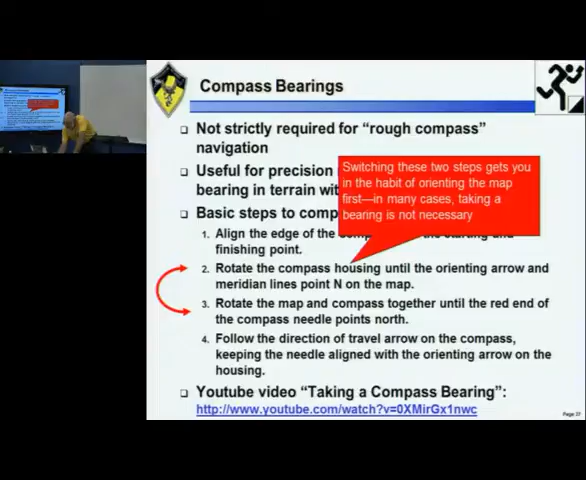 Compass Bearings
Not strictly required for “rough compass”
navigation
Useful for precision
bearing in terrain wit
Switching these two steps gets you
in the habit of orienting the map
first—in many cases, taking a
bearing is not necessary
Basic steps to comp
1. Align the edge of the
finishing point.
2. Rotate the compass housing until the orienting arrow and
meridian lines point N on the map.
3. Rotate the map and compass together until the red end of
the compass needle points north.
4. Follow the direction of travel arrow on the compass,
keeping the needle aligned with the orienting arrow on the
housing.
Youtube video “Taking a Compass Bearing”:
http://www.youtube.com/watch?v=0XMirGx1nwc
Page 37